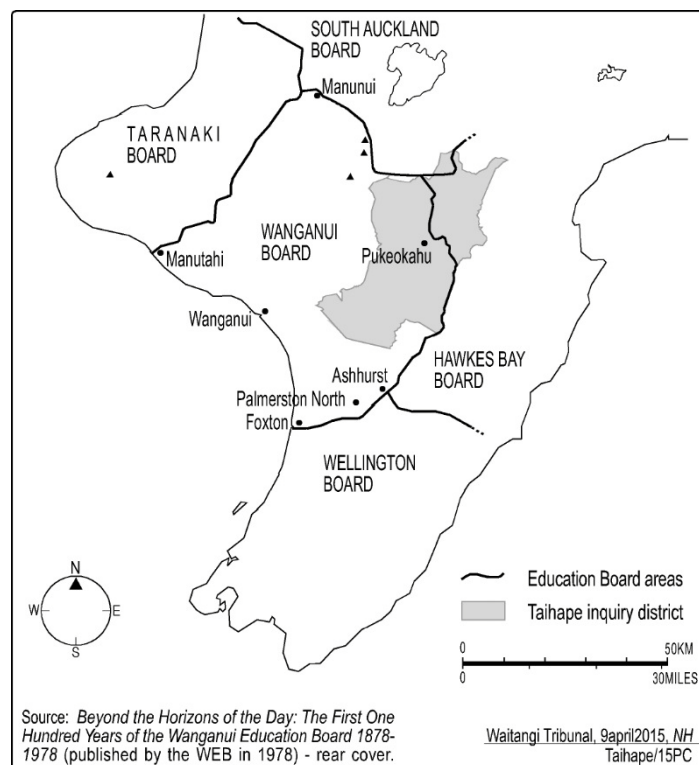 SOUTH AUCKLAND
BOARD
Manunui
TARANAKI
BOARD
WANGANUI
BOARD
Pukeokahu
Manutahi
Wanganui
HAWKES BAY
BOARD
Ashhurst
Palmerston North
Foxton
WELLINGTON
BOARD
N
W
E
S
Education Board areas
Taihape inquiry district
0
50KM
0
30MILES
Source: Beyond the Horizons of the Day: The First One
Hundred Years of the Wanganui Education Board 1878-
1978 (published by the WEB in 1978) - rear cover.
Waitangi Tribunal, 9april2015, NH
Taihape/15PC